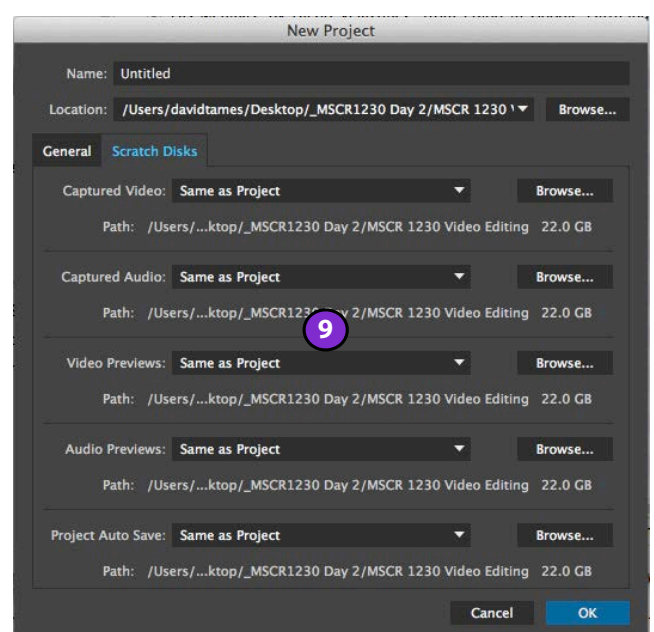 New Project
Name: Untitled
Location: /Users/davidtames/Desktop/_MSCR1230 Day 2/MSCR 1230 Browse...
General Scratch Disks
Captured Video: Same as Project Browse...
Path: /Users/...ktop/_MSCR1230 Day 2/MSCR 1230 Video Editing 22.0 GB
Captured Audio: Same as Project Browse...
Path: /Users/...ktop/_MSCR1230 Day 2/MSCR 1230 Video Editing 22.0 GB
9
Video Previews: Same as Project Browse...
Path: /Users/...ktop/_MSCR1230 Day 2/MSCR 1230 Video Editing 22.0 GB
Audio Previews: Same as Project Browse...
Path: /Users/...ktop/_MSCR1230 Day 2/MSCR 1230 Video Editing 22.0 GB
Project Auto Save: Same as Project Browse...
Path: /Users/...ktop/_MSCR1230 Day 2/MSCR 1230 Video Editing 22.0 GB
Cancel OK